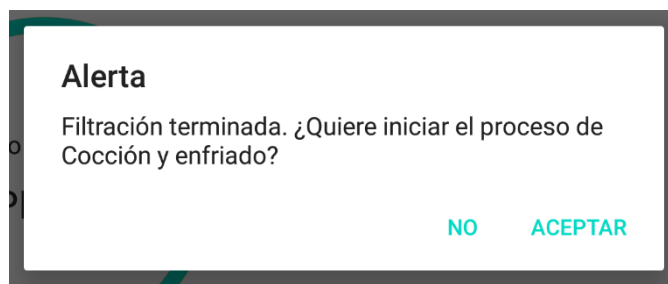 Alerta
Filtración terminada. ¿Quiere iniciar el proceso de
Cocción y enfriado?
NO
ACEPTAR